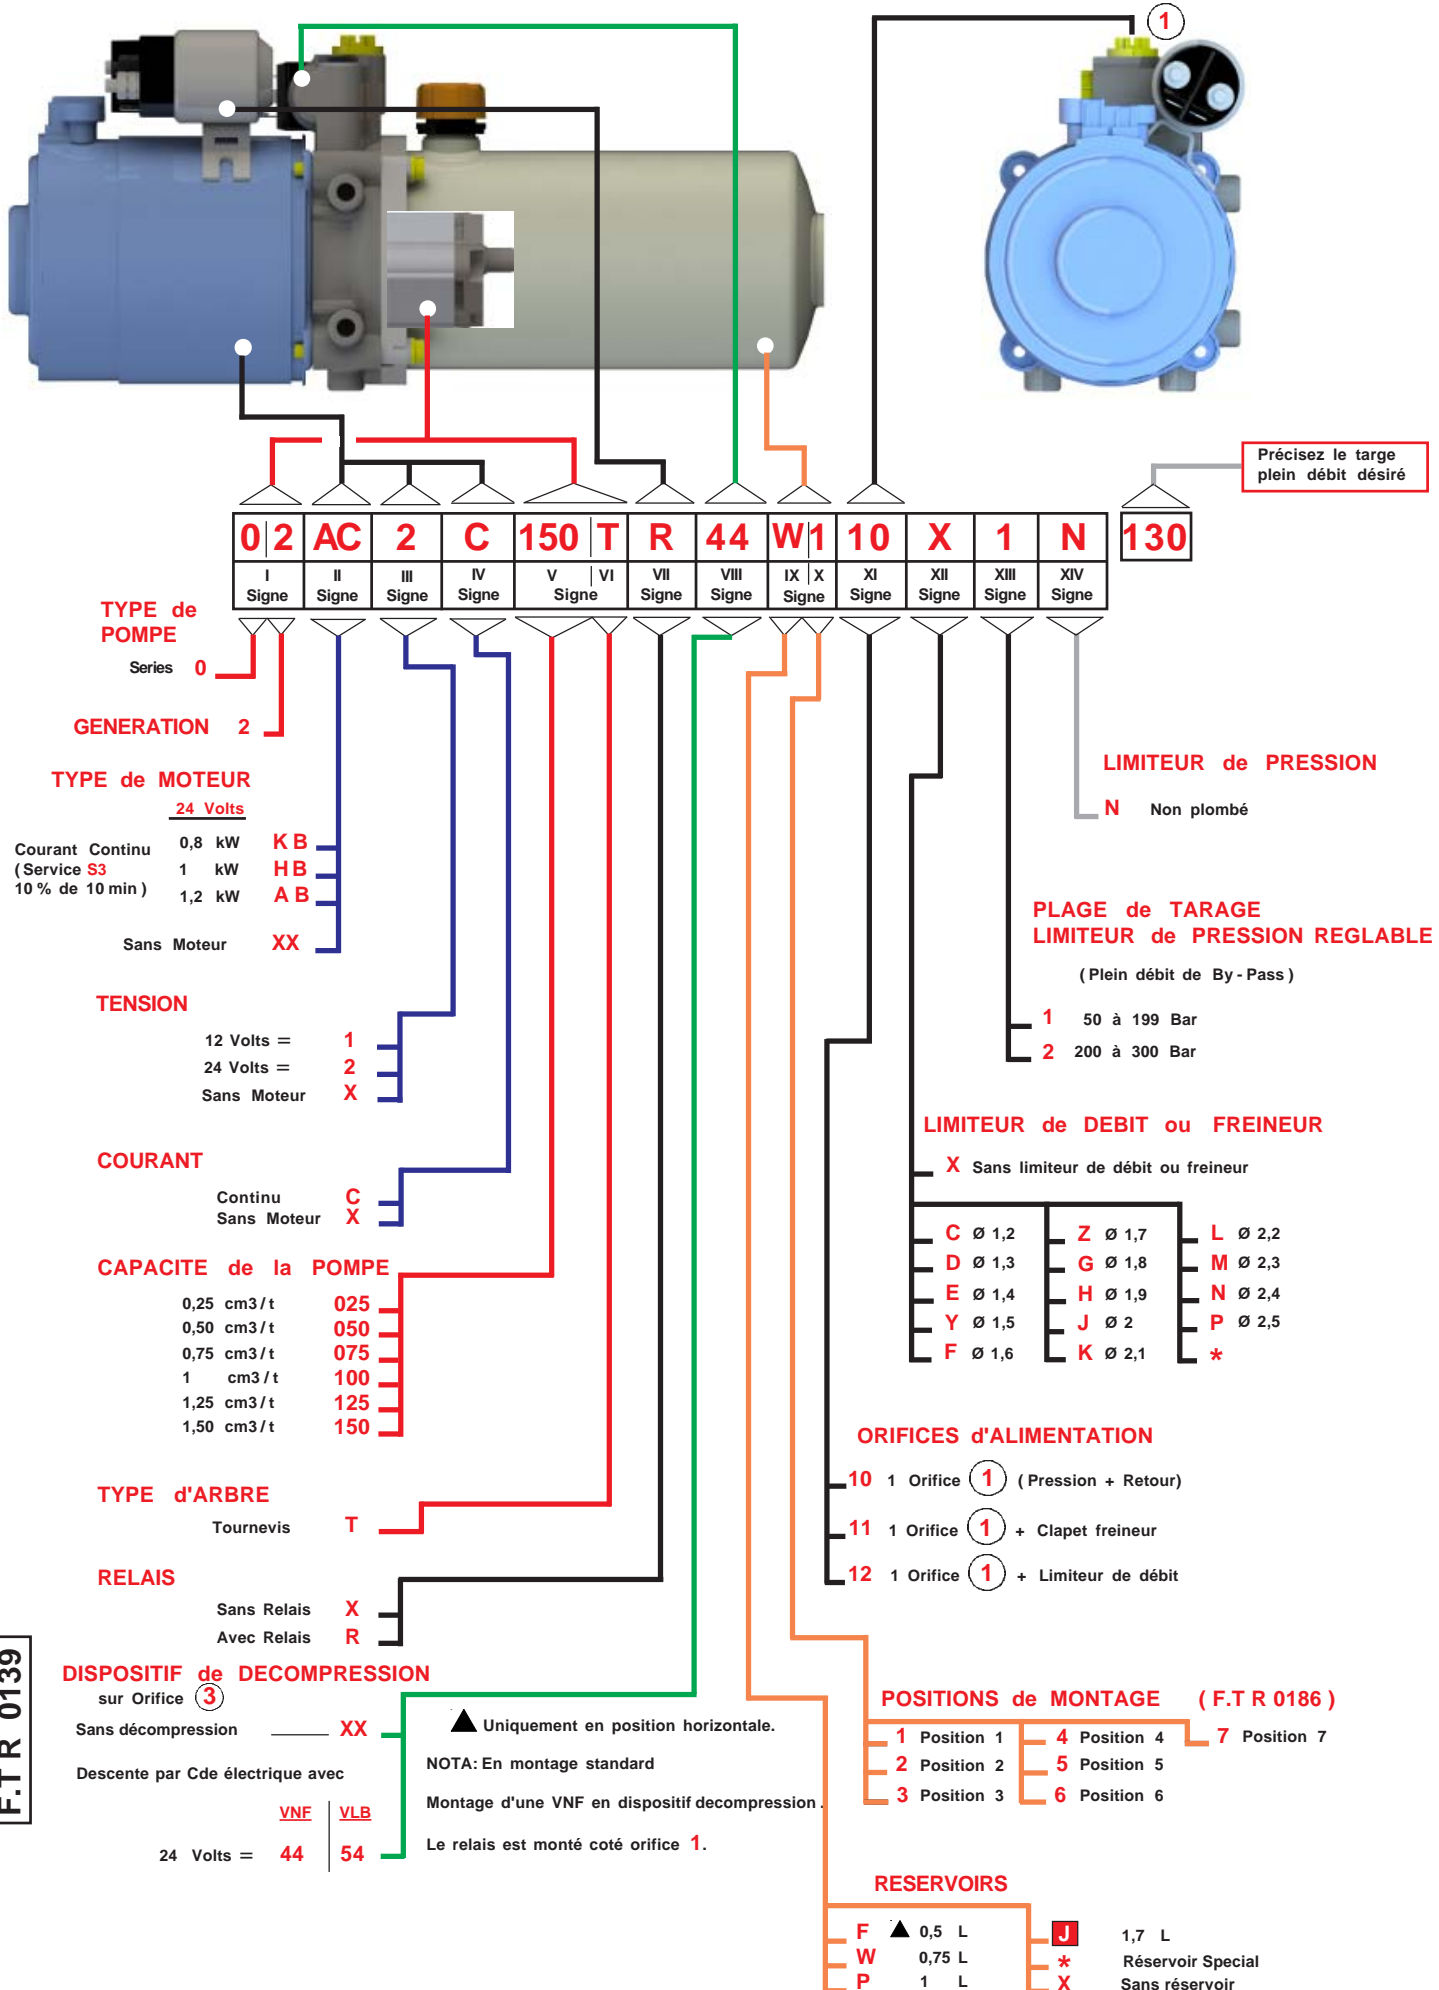 1
Précisez le targe
plein débit désiré
0 2 AC 2 C 150 T R 44 W 1 10 X 1 N 130
I II III IV V VI VII VIII IX X XI XII XIII XIV
Signe Signe Signe Signe Signe Signe Signe Signe Signe Signe Signe Signe
TYPE de
POMPE
Series 0
GENERATION 2
TYPE de MOTEUR
24 Volts
Courant Continu
( Service S3
10 % de 10 min )
0,8 kW K B
1 kW H B
1,2 kW A B
Sans Moteur XX
TENSION
12 Volts = 1
24 Volts = 2
Sans Moteur X
COURANT
Continu C
Sans Moteur X
CAPACITE de la POMPE
0,25 cm3 / t 025
0,50 cm3 / t 050
0,75 cm3 / t 075
1 cm3 / t 100
1,25 cm3 / t 125
1,50 cm3 / t 150
TYPE d'ARBRE
Tournevis T
RELAIS
Sans Relais X
Avec Relais R
DISPOSITIF de DECOMPRESSION
sur Orifice 3
Sans décompression XX
Descente par Cde électrique avec
VNF VLB
24 Volts = 44 54
F.T R 0139
▲ Uniquement en position horizontale.
NOTA: En montage standard
Montage d'une VNF en dispositif decompression .
Le relais est monté coté orifice 1.
LIMITEUR de PRESSION
N Non plombé
PLAGE de TARAGE
LIMITEUR de PRESSION REGLABLE
( Plein débit de By - Pass )
1 50 à 199 Bar
2 200 à 300 Bar
LIMITEUR de DEBIT ou FREINEUR
X Sans limiteur de débit ou freineur
C Ø 1,2 Z Ø 1,7 L Ø 2,2
D Ø 1,3 G Ø 1,8 M Ø 2,3
E Ø 1,4 H Ø 1,9 N Ø 2,4
Y Ø 1,5 J Ø 2 P Ø 2,5
F Ø 1,6 K Ø 2,1 *
ORIFICES d'ALIMENTATION
10 1 Orifice 1 ( Pression + Retour)
11 1 Orifice 1 + Clapet freineur
12 1 Orifice 1 + Limiteur de débit
POSITIONS de MONTAGE ( F.T R 0186 )
1 Position 1 4 Position 4 7 Position 7
2 Position 2 5 Position 5
3 Position 3 6 Position 6
RESERVOIRS
F ▲ 0,5 L J 1,7 L
W 0,75 L * Réservoir Special
P 1 L X Sans réservoir